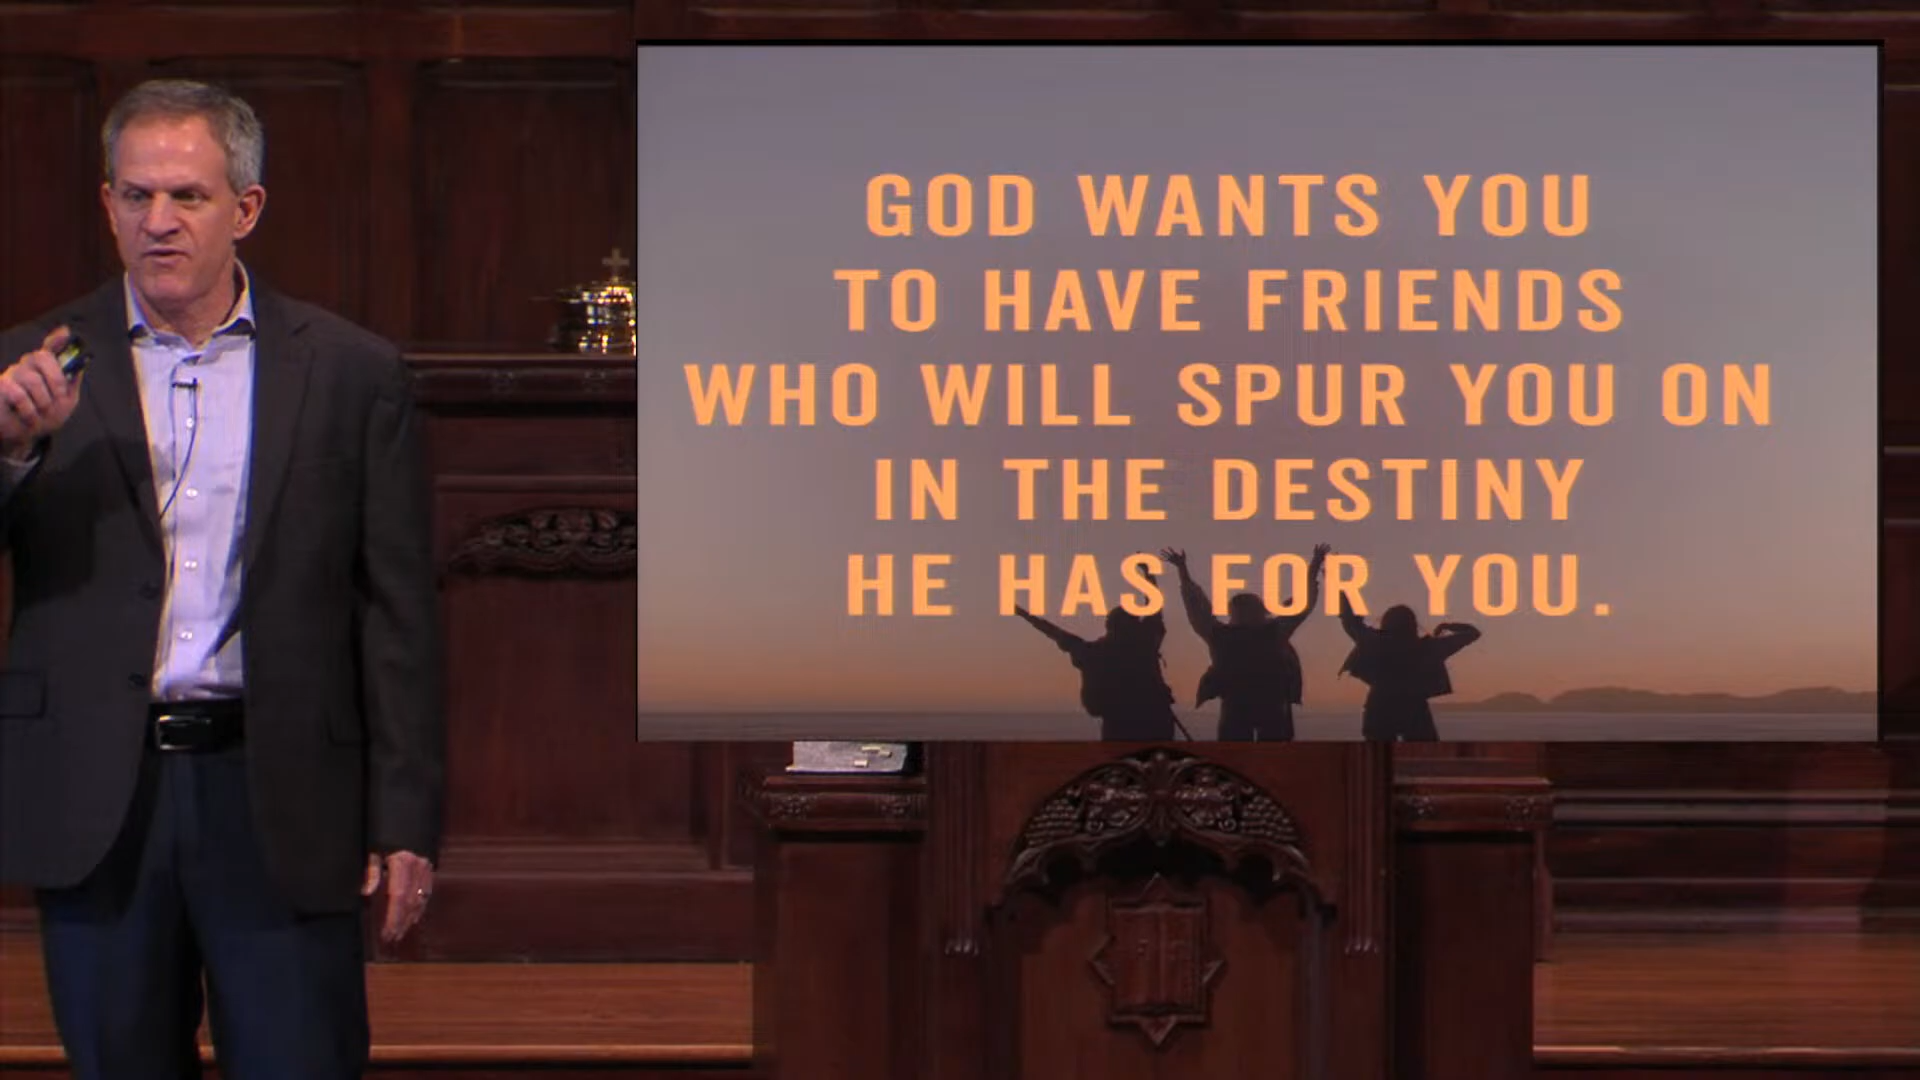 GOD WANTS YOU
TO HAVE FRIENDS
WHO WILL SPUR YOU ON
IN THE DESTINY
HE HAS FOR YOU.